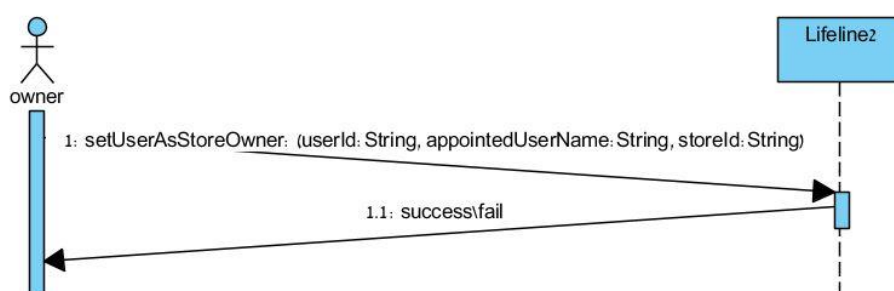 Lifeline2
owner
1: setUserAsStoreOwner: (userId: String, appointedUserName: String, storeId: String)
1.1: success\fail